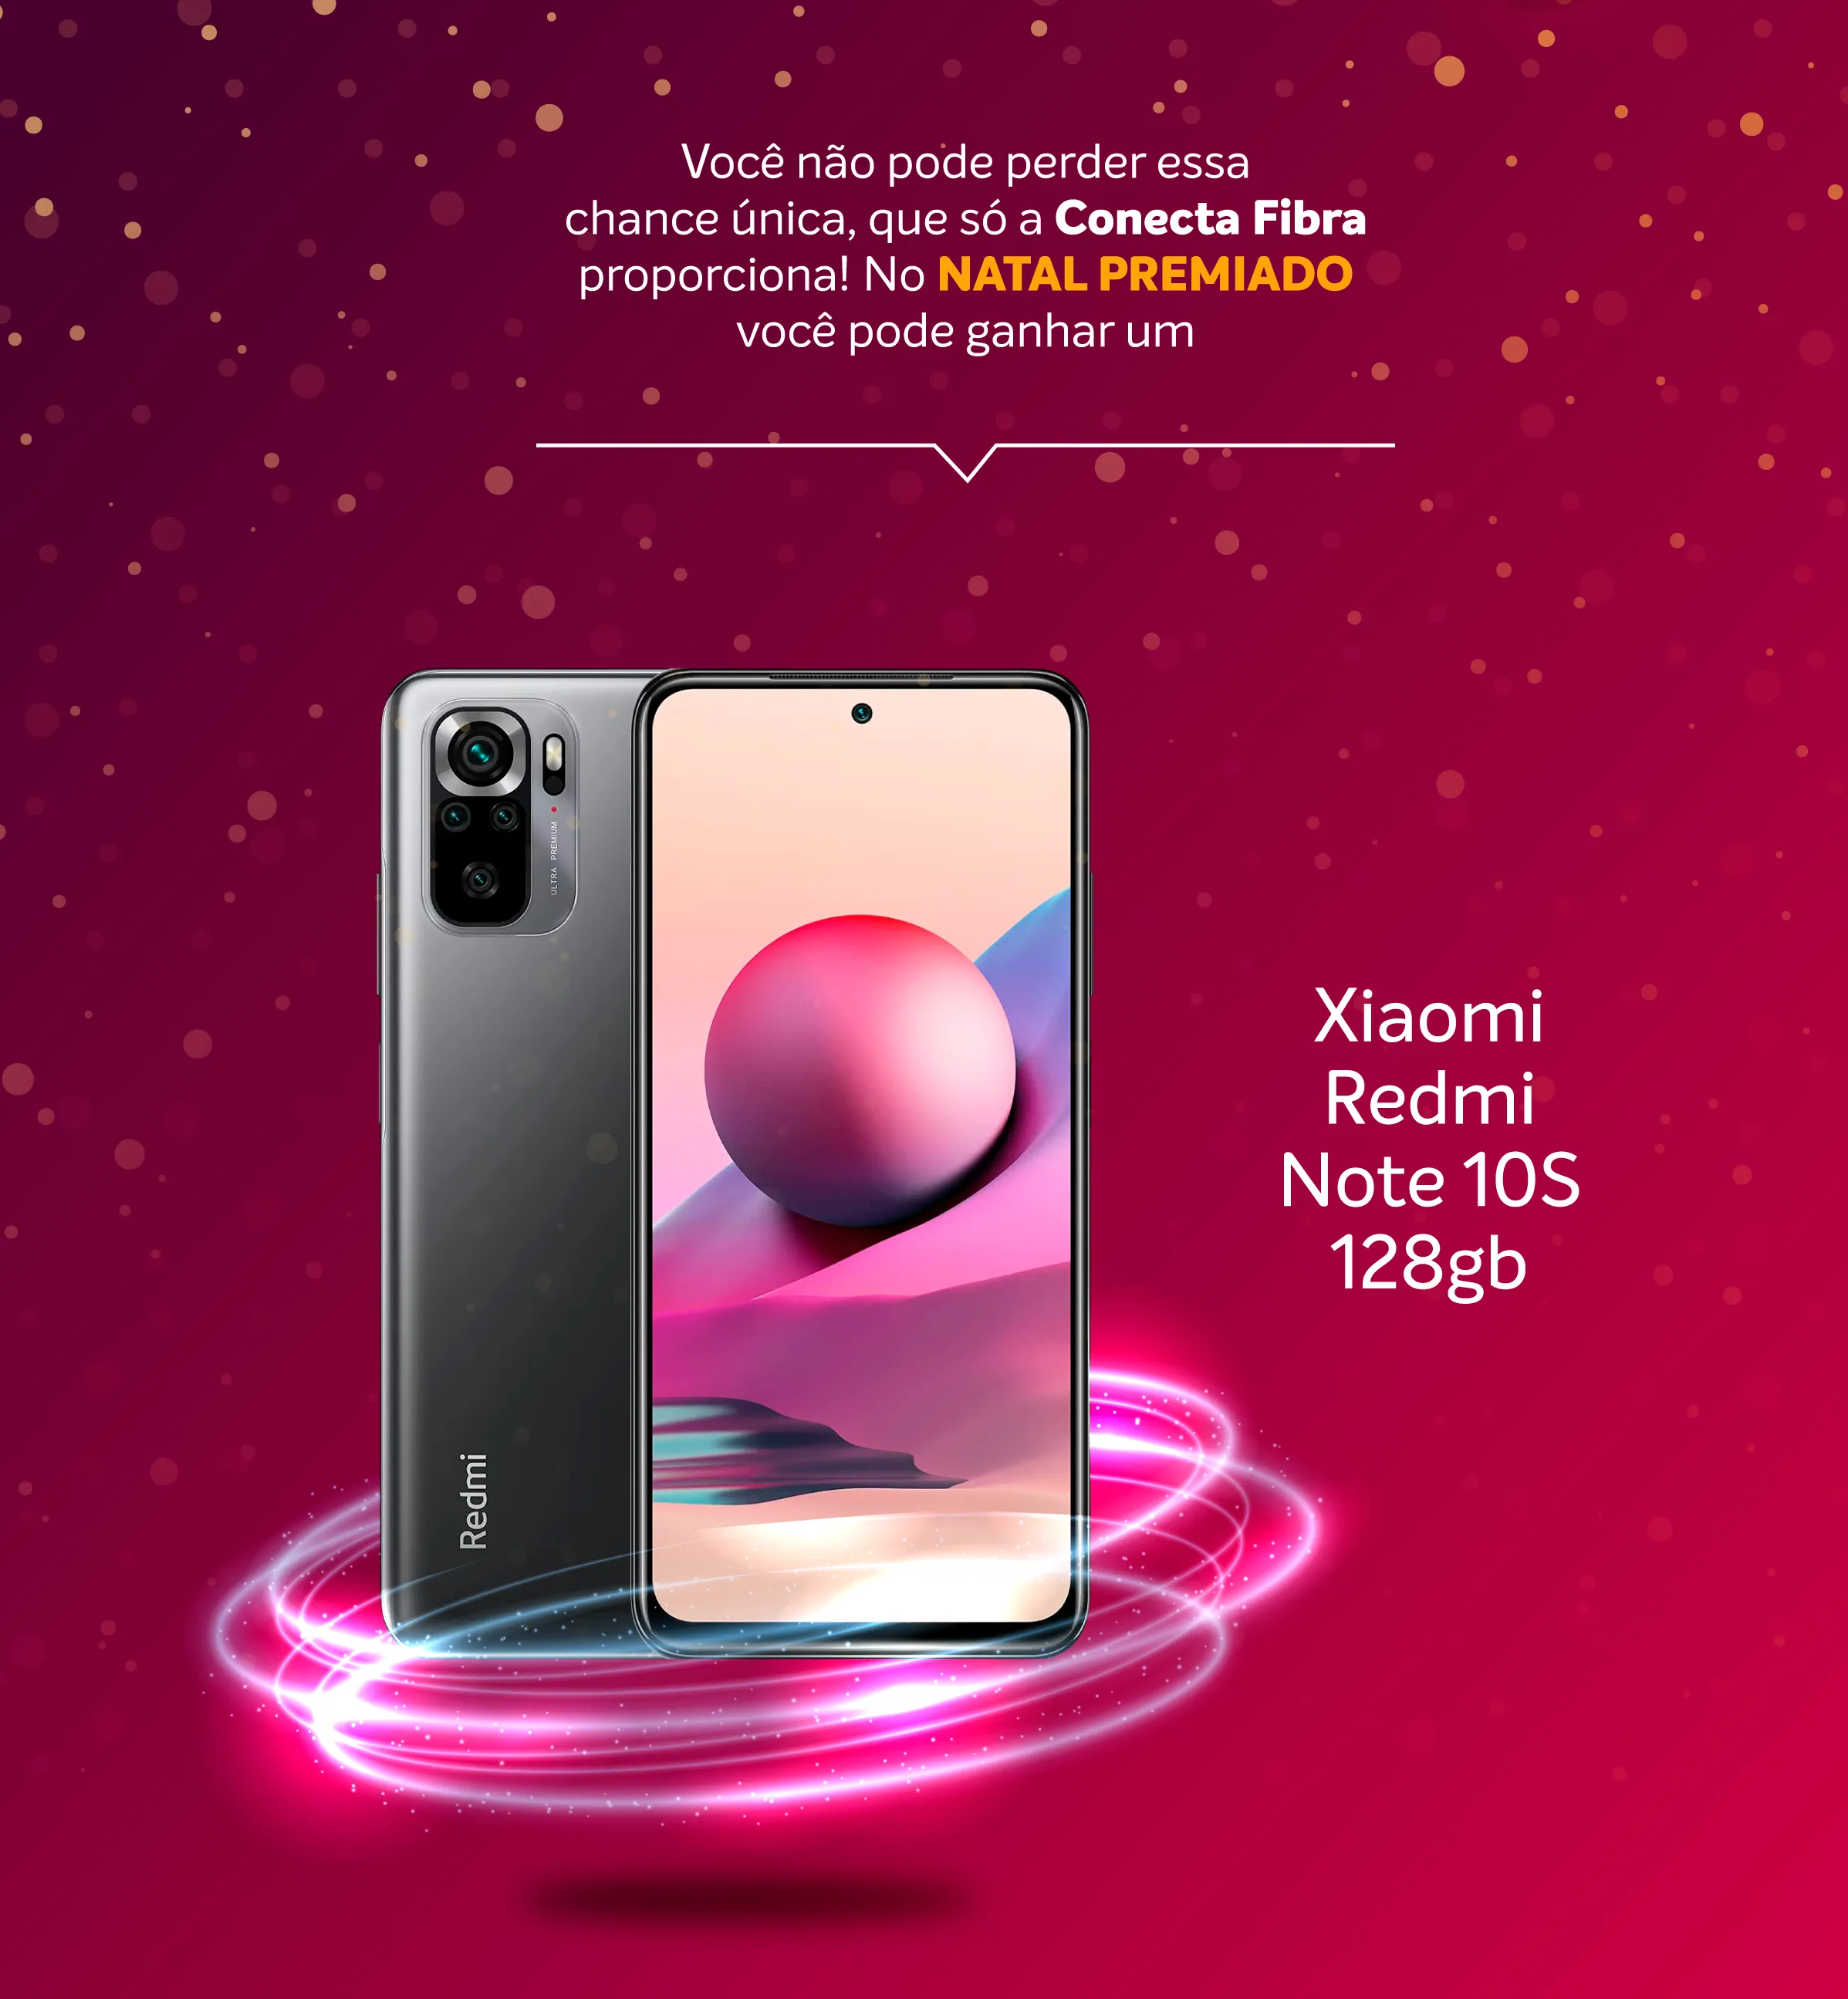 Você não pode perder essa
chance única, que só a Conecta Fibra
proporciona! No NATAL PREMIADO
você pode ganhar um
ULTRA PREMIUM
Redmi
Xiaomi
Redmi
Note 10S
128gb